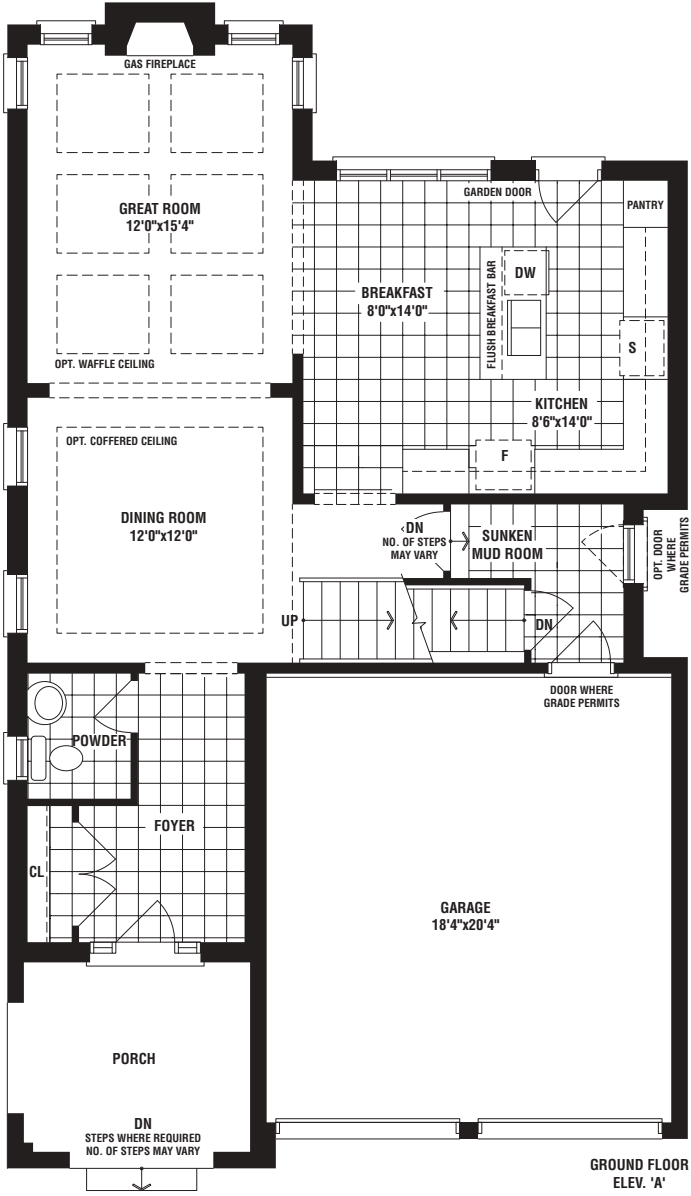 GAS FIREPLACE
GREAT ROOM
12'0"x15'4"
OPT. WAFFLE CEILING
GARDEN DOOR
PANTRY
BREAKFAST
8'0"x14'0"
FLUSH BREAKFAST BAR
DW
S
KITCHEN
8'6"x14'0"
F
OPT. COFFERED CEILING
DINING ROOM
12'0"x12'0"
DN
NO. OF STEPS
MAY VARY
SUNKEN
MUD ROOM
OPT. DOOR
WHERE
GRADE PERMITS
UP
DN
DOOR WHERE
GRADE PERMITS
POWDER
FOYER
CL
GARAGE
18'4"x20'4"
PORCH
DN
STEPS WHERE REQUIRED
NO. OF STEPS MAY VARY
GROUND FLOOR
ELEV. 'A'